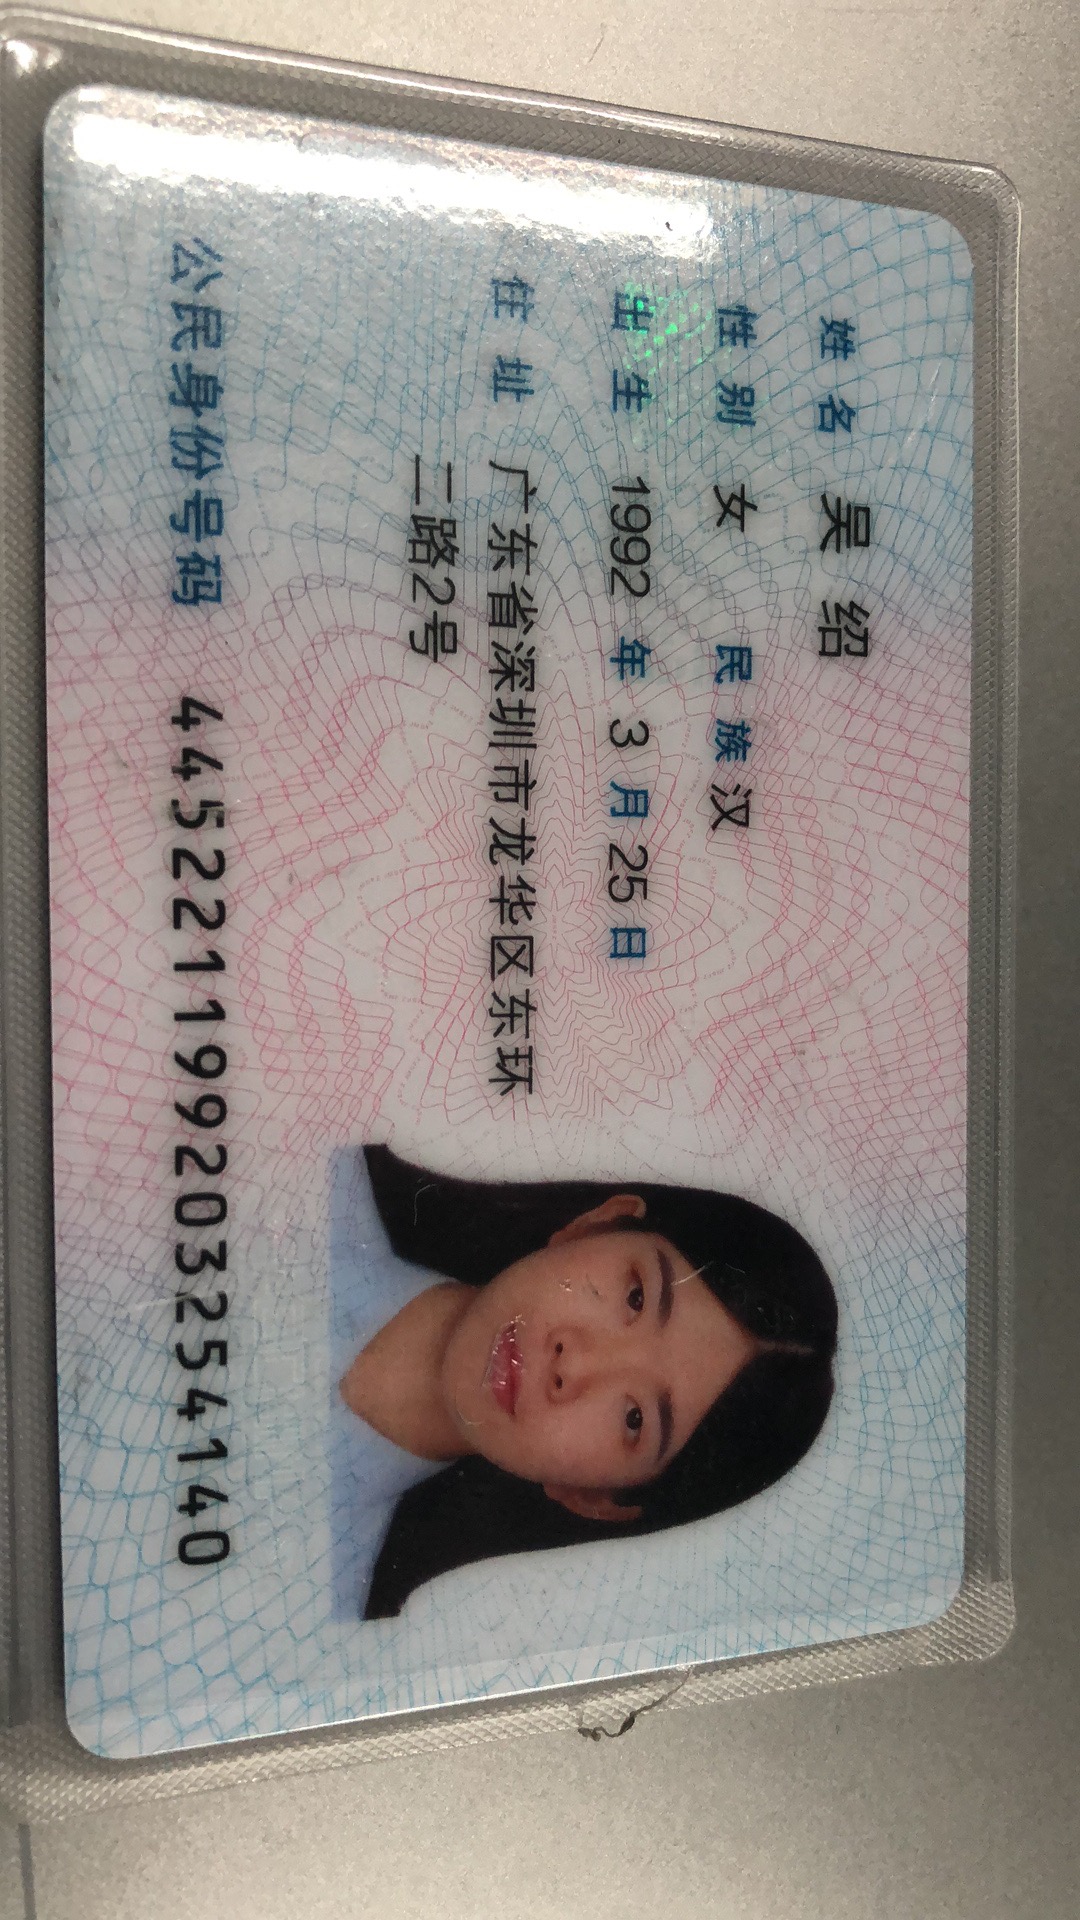 姓名 吴绍
性别 女 民族 汉
出生 1992 年 3 月 25 日
住址 广东省深圳市龙华区东环
二路2号
公民身份号码 445221199203254140